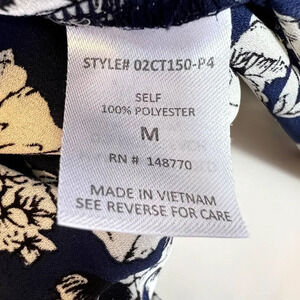 STYLE# 02CT150-P4
SELF
100% POLYESTER
M
RN # 148770
MADE IN VIETNAM
SEE REVERSE FOR CARE